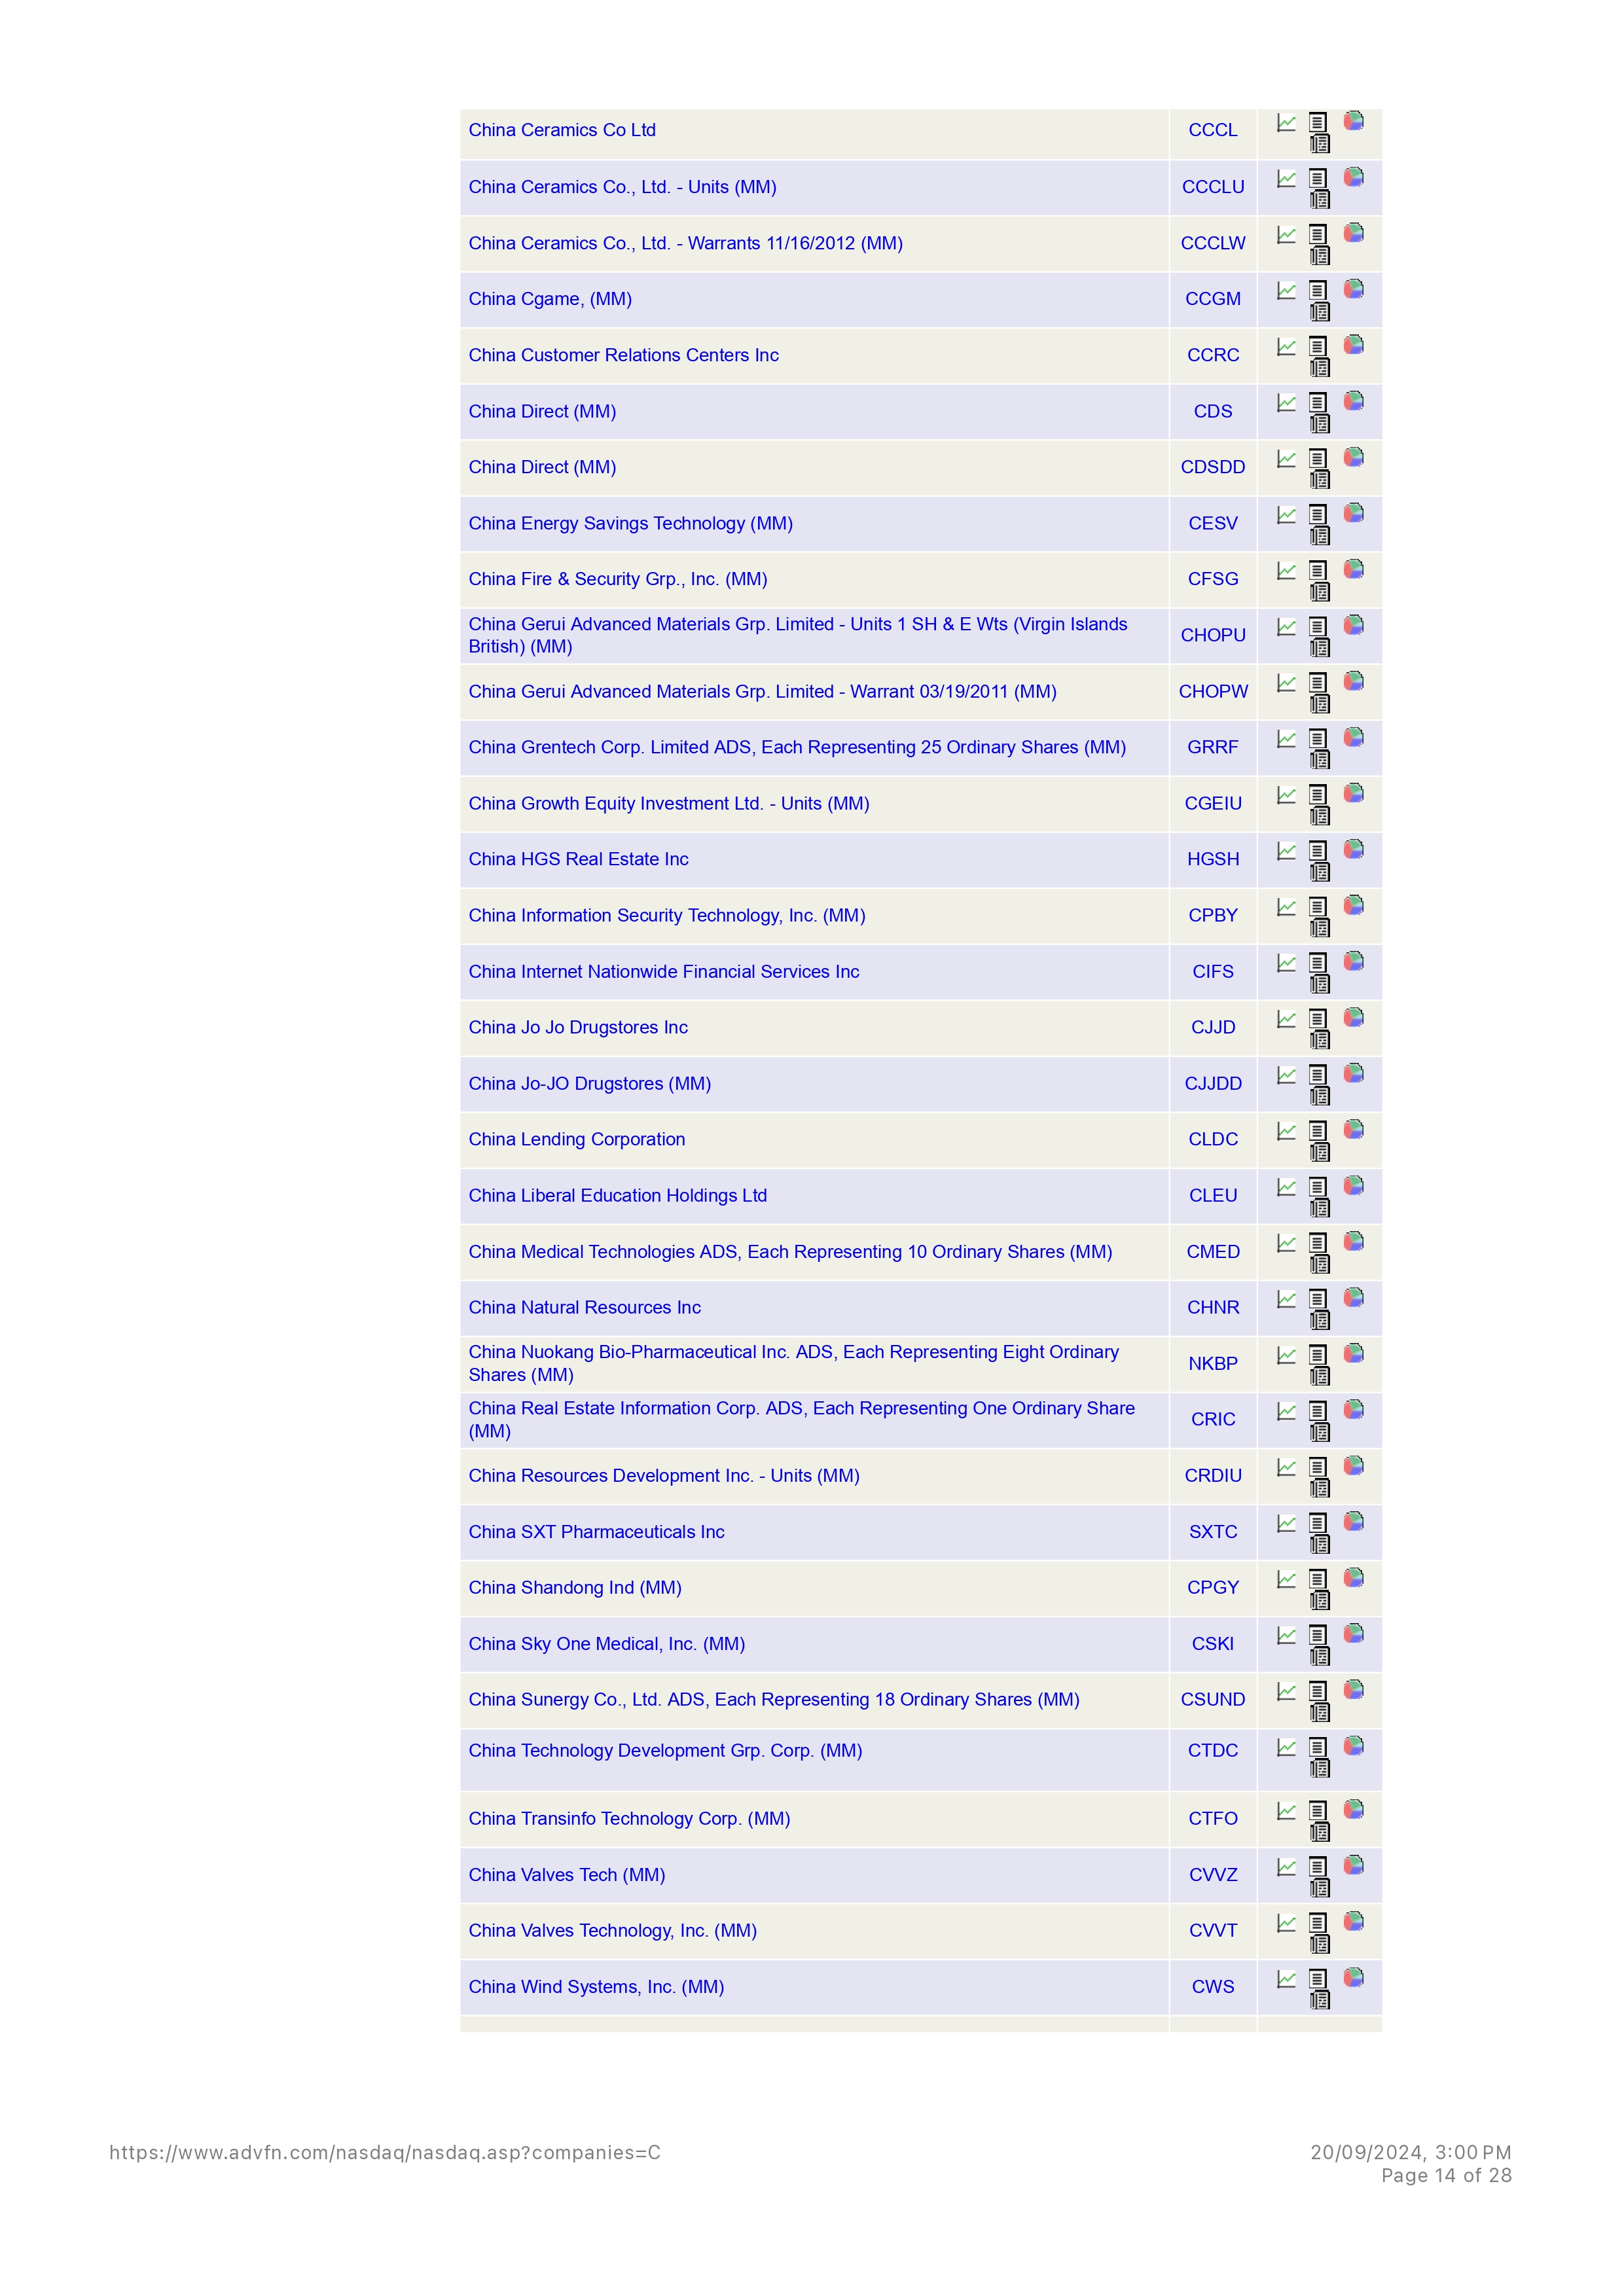 China Ceramics Co Ltd CCCL
China Ceramics Co., Ltd. - Units (MM) CCCLU
China Ceramics Co., Ltd. - Warrants 11/16/2012 (MM) CCCLW
China Cgame, (MM) CCGM
China Customer Relations Centers Inc CCRC
China Direct (MM) CDS
China Direct (MM) CDSDD
China Energy Savings Technology (MM) CESV
China Fire & Security Grp., Inc. (MM) CFSG
China Gerui Advanced Materials Grp. Limited - Units 1 SH & E Wts (Virgin Islands
British) (MM) CHOPU
China Gerui Advanced Materials Grp. Limited - Warrant 03/19/2011 (MM) CHOPW
China Grentech Corp. Limited ADS, Each Representing 25 Ordinary Shares (MM) GRRF
China Growth Equity Investment Ltd. - Units (MM) CGEIU
China HGS Real Estate Inc HGSH
China Information Security Technology, Inc. (MM) CPBY
China Internet Nationwide Financial Services Inc CIFS
China Jo Jo Drugstores Inc CJJD
China Jo-JO Drugstores (MM) CJJDD
China Lending Corporation CLDC
China Liberal Education Holdings Ltd CLEU
China Medical Technologies ADS, Each Representing 10 Ordinary Shares (MM) CMED
China Natural Resources Inc CHNR
China Nuokang Bio-Pharmaceutical Inc. ADS, Each Representing Eight Ordinary
Shares (MM) NKBP
China Real Estate Information Corp. ADS, Each Representing One Ordinary Share
(MM) CRIC
China Resources Development Inc. - Units (MM) CRDIU
China SXT Pharmaceuticals Inc SXTC
China Shandong Ind (MM) CPGY
China Sky One Medical, Inc. (MM) CSKI
China Sunergy Co., Ltd. ADS, Each Representing 18 Ordinary Shares (MM) CSUND
China Technology Development Grp. Corp. (MM) CTDC
China Transinfo Technology Corp. (MM) CTFO
China Valves Tech (MM) CVVZ
China Valves Technology, Inc. (MM) CVVT
China Wind Systems, Inc. (MM) CWS
https://www.advfn.com/nasdaq/nasdaq.asp?companies=C 20/09/2024, 3:00 PM
Page 14 of 28